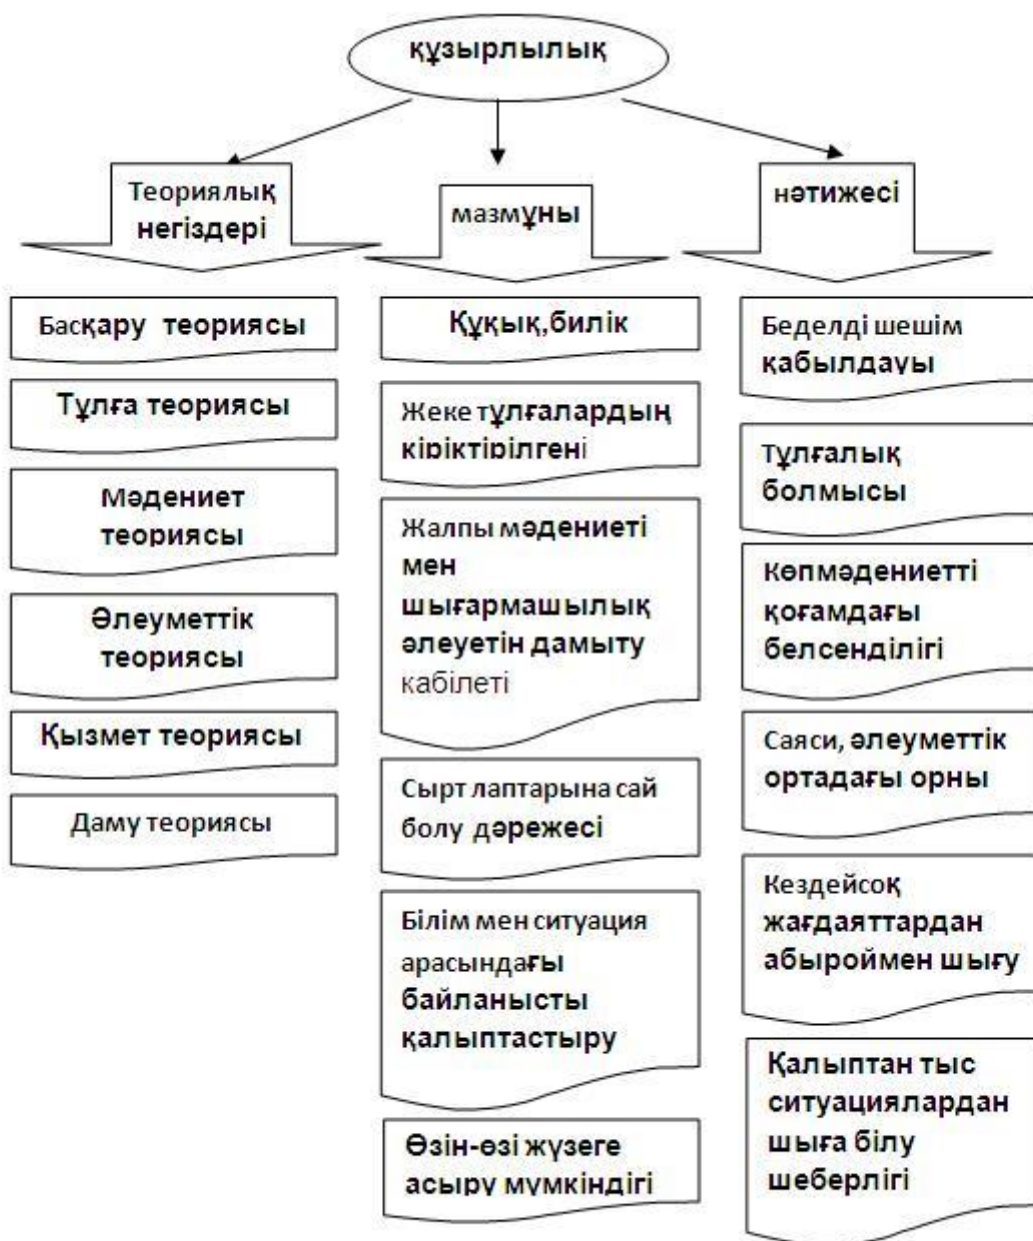 құзырлылық
Теориялық
негіздері
мазмұны
нәтижесі
Басқару теориясы
Тұлға теориясы
Мәдениет
теориясы
Әлеуметтік
теориясы
Қызмет теориясы
Даму теориясы
Құқық,билік
Жеке тұлғалардың
кіріктірілгені
Жалпы мәдениеті
мен
шығармашылық
әлеуетін дамыту
кабілеті
Сырт лаптарына сай
болу дәрежесі
Білім мен ситуация
арасындағы
байланысты
қалыптастыру
Өзін-өзі жүзеге
асыру мүмкіндігі
Беделді шешім
қабылдауы
Тұлғалық
болмысы
Көпмәдениетті
қоғамдағы
белсенділігі
Саяси, әлеуметтік
ортадағы орны
Кездейсоқ
жағдаяттардан
абыроймен шығу
Қалыптан тыс
ситуациялардан
шыға білу
шеберлігі